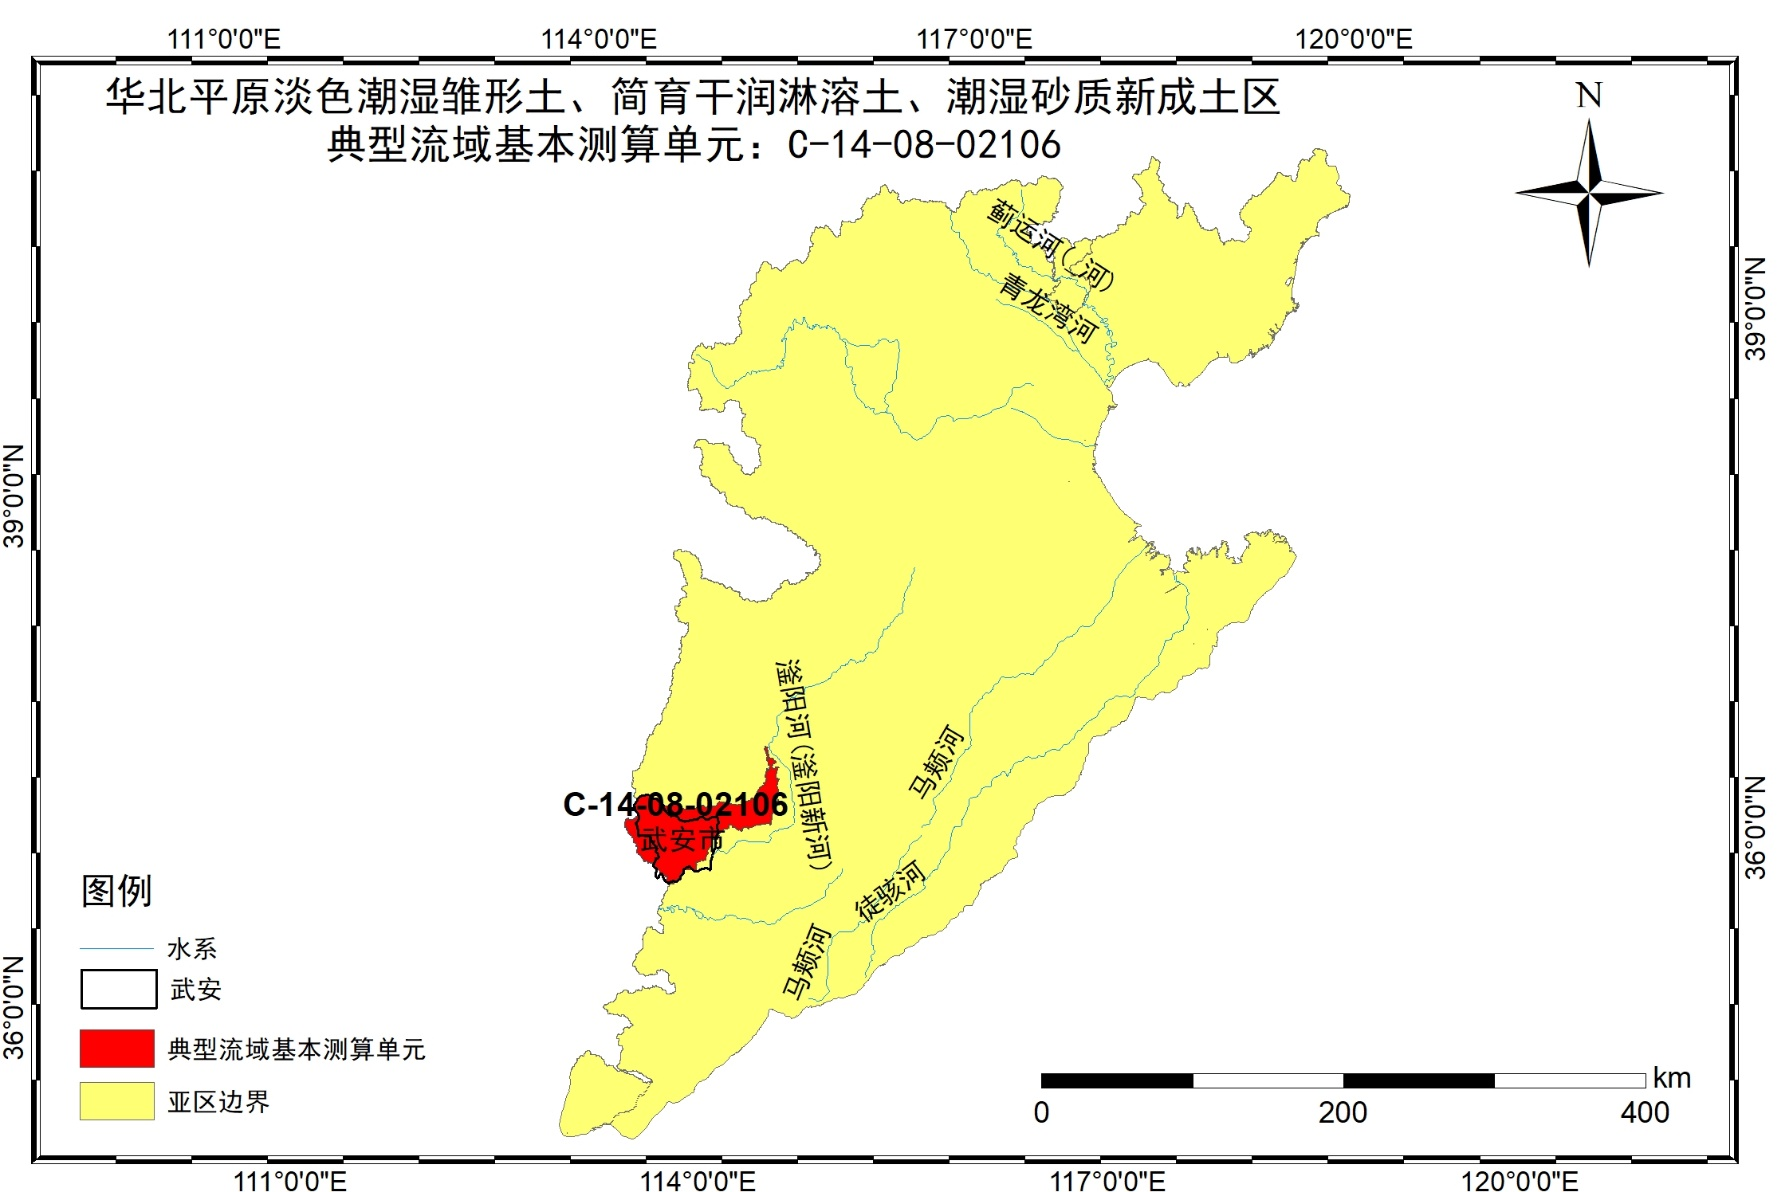 111°0'0"E
114°0'0"E
117°0'0"E
120°0'0"E
华北平原淡色潮湿雏形土、简育干润淋溶土、潮湿砂质新成土区
典型流域基本测算单元：C-14-08-02106
N
蓟运河(_河)
青龙湾河
39°0'0"N
39°0'0"N
滏阳河(滏阳新河)
马颊河
C-14-08-02106
武安市
36°0'0"N
徒骇河
马颊河
36°0'0"N
图例
水系
武安
典型流域基本测算单元
亚区边界
km
0
200
400
111°0'0"E
114°0'0"E
117°0'0"E
120°0'0"E